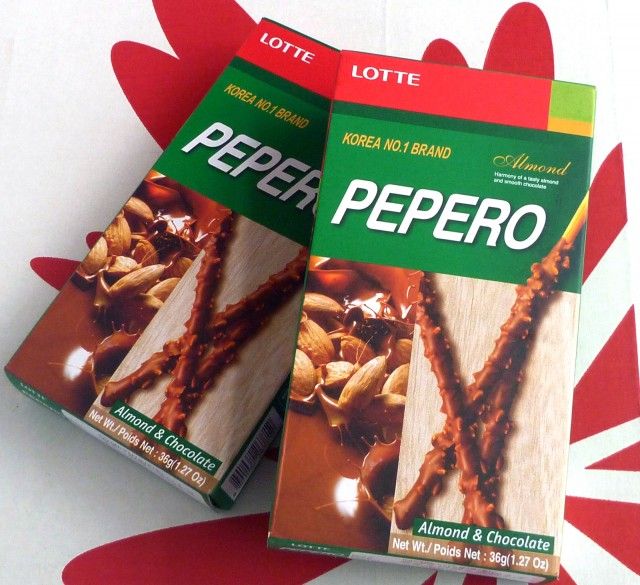 LOTTE
KOREA NO.1 BRAND
PEPERO
Almond & Chocolate
Net Wt./ Poids Net : 36g(1.27 Oz)
LOTTE
KOREA NO.1 BRAND
Almond
Harmony of a tasty almond
and smooth chocolate
PEPERO
Almond & Chocolate
Net Wt./ Poids Net : 36g(1.27 Oz)